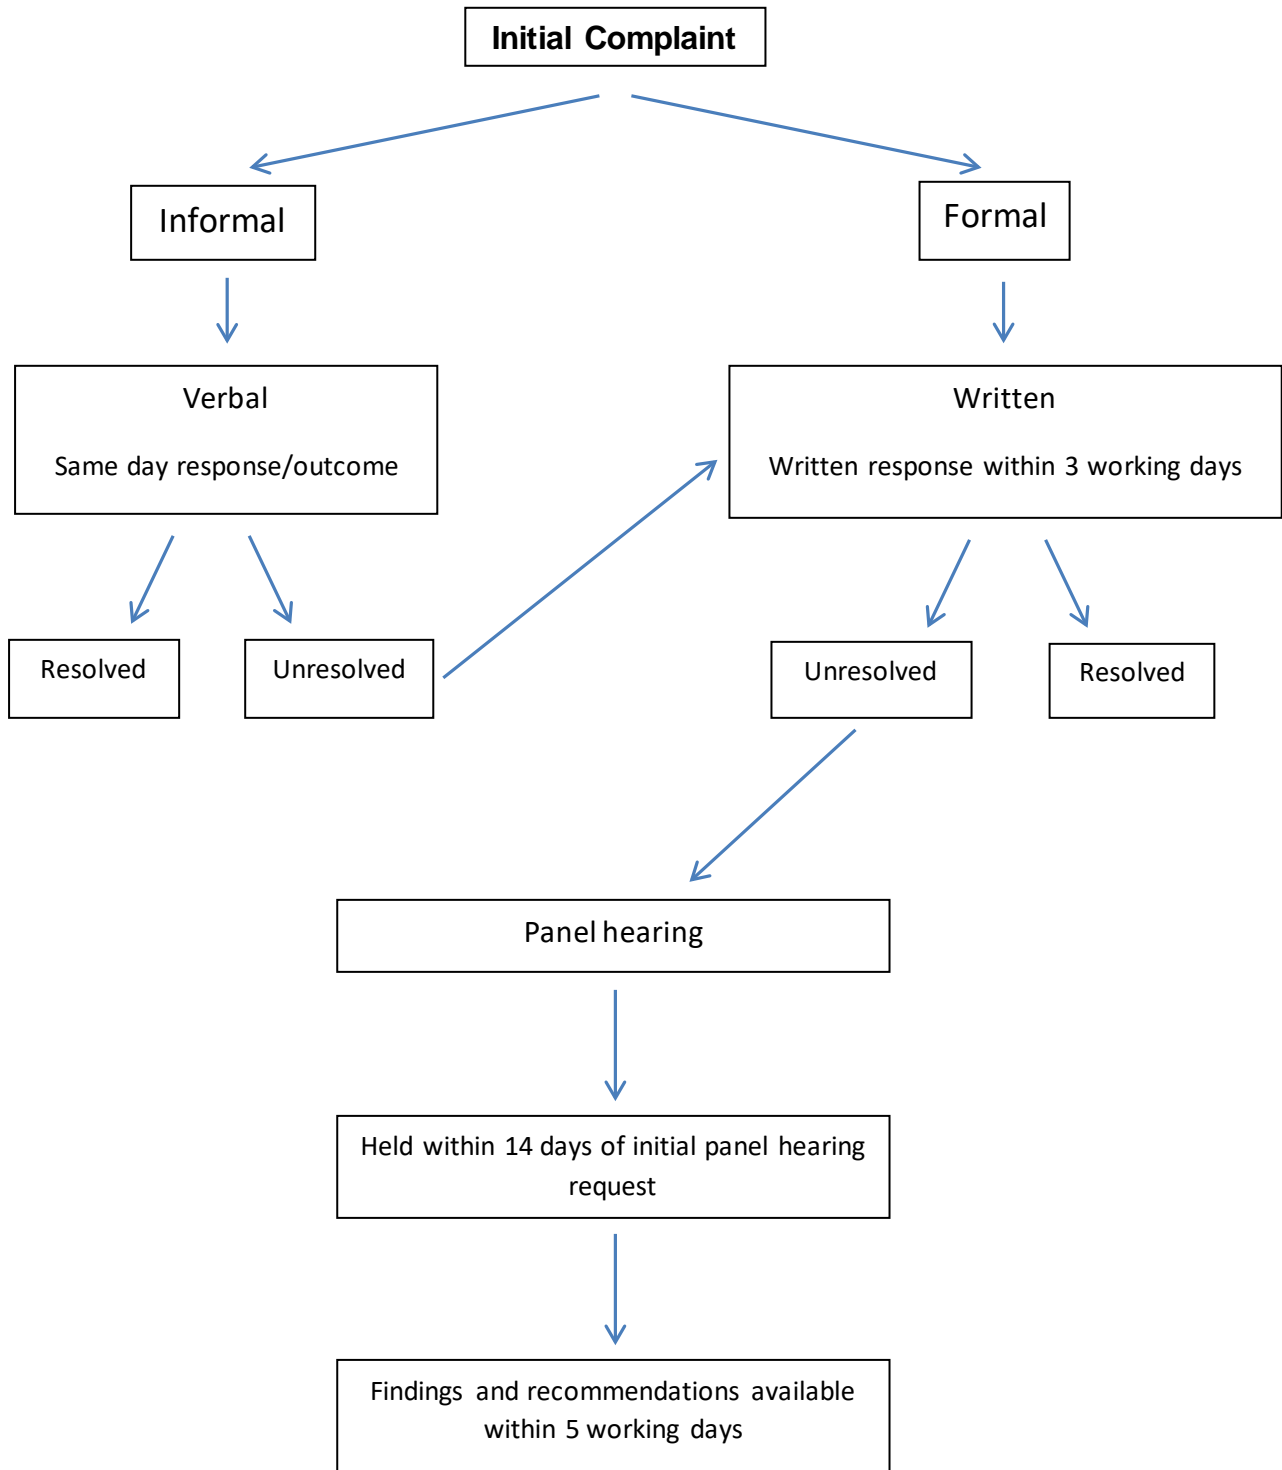 Initial Complaint
Informal
Formal
Verbal
Same day response/outcome
Written
Written response within 3 working days
Resolved
Unresolved
Unresolved
Resolved
Panel hearing
Held within 14 days of initial panel hearing
request
Findings and recommendations available
within 5 working days